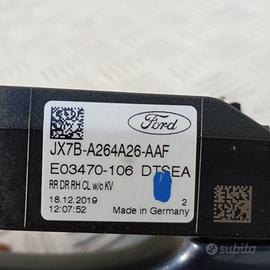 Ford
JX7B-A264A26-AAF
E03470-106 DTSEA
RR DR RH CL w/o KV
18.12.2019
2
12:07:52 Made in Germany
subito